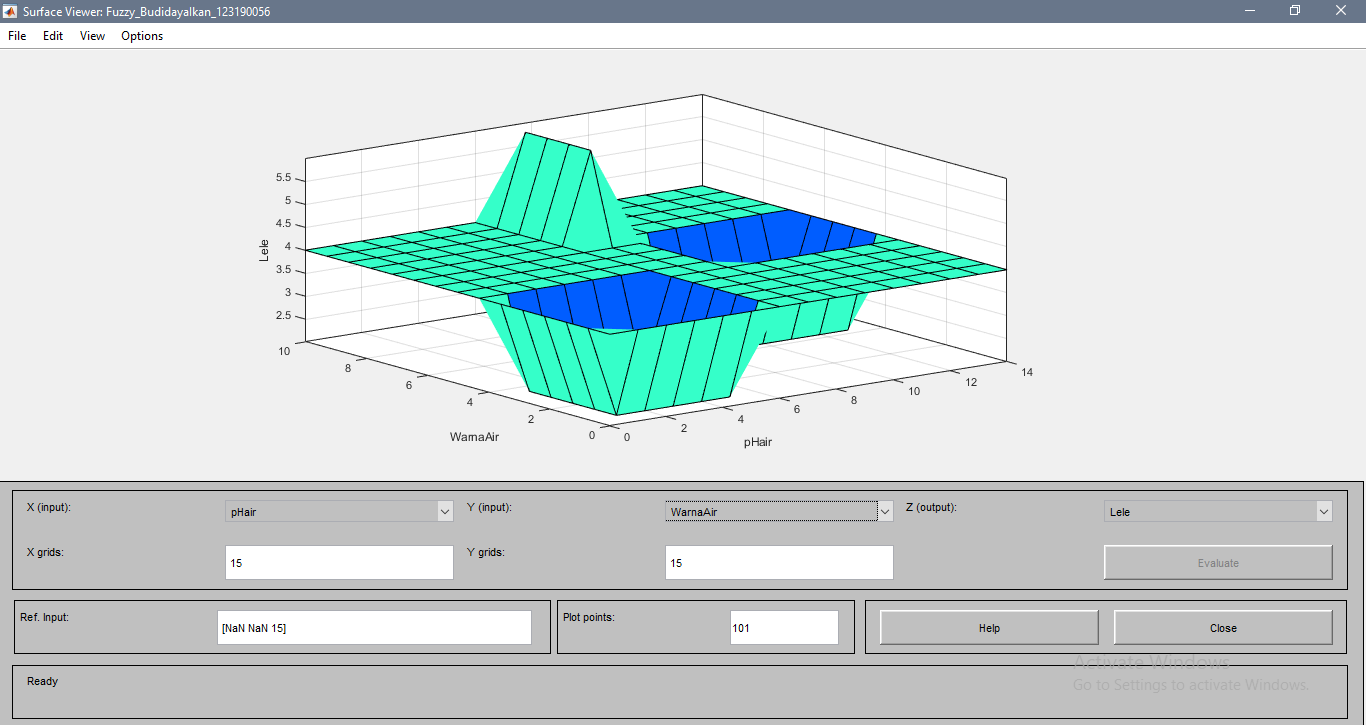 Surface Viewer: Fuzzy_Budidayalkan_123190056
File Edit View Options
5.5
5
4.5
4
3.5
3
2.5
Lele
10
8
6
4
2
0
WarnaAir
0
2
4
6
8
10
12
14
pHair
X (input): pHair Y (input): WarnaAir Z (output): Lele
X grids: 15 Y grids: 15 Evaluate
Ref. Input: [NaN NaN 15] Plot points: 101 Help Close
Activate Windows
Go to Settings to activate Windows.
Ready